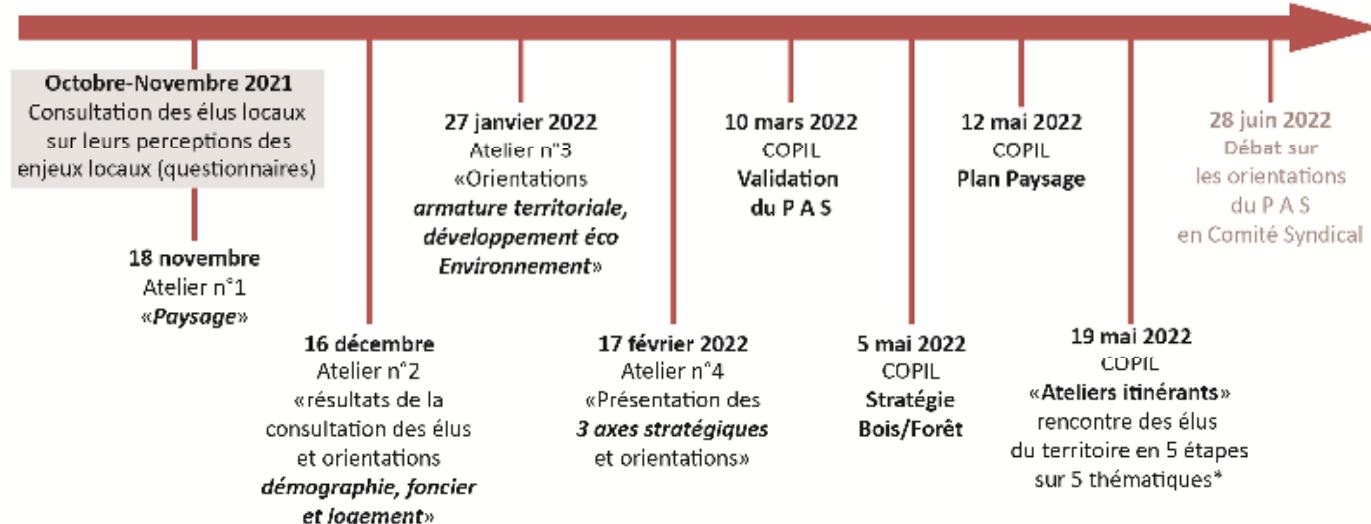 Octobre-Novembre 2021
Consultation des élus locaux
sur leurs perceptions des
enjeux locaux (questionnaires)
18 novembre
Atelier n°1
«Paysage»
16 décembre
Atelier n°2
«résultats de la
consultation des élus
et orientations
démographie, foncier
et logement»
27 janvier 2022
Atelier n°3
«Orientations
armature territoriale,
développement éco
Environnement»
17 février 2022
Atelier n°4
«Présentation des
3 axes stratégiques
et orientations»
10 mars 2022
COPIL
Validation
du P A S
5 mai 2022
COPIL
Stratégie
Bois/Forêt
12 mai 2022
COPIL
Plan Paysage
19 mai 2022
COPIL
«Ateliers itinérants»
rencontre des élus
du territoire en 5 étapes
sur 5 thématiques*
28 juin 2022
Débat sur
les orientations
du P A S
en Comité Syndical